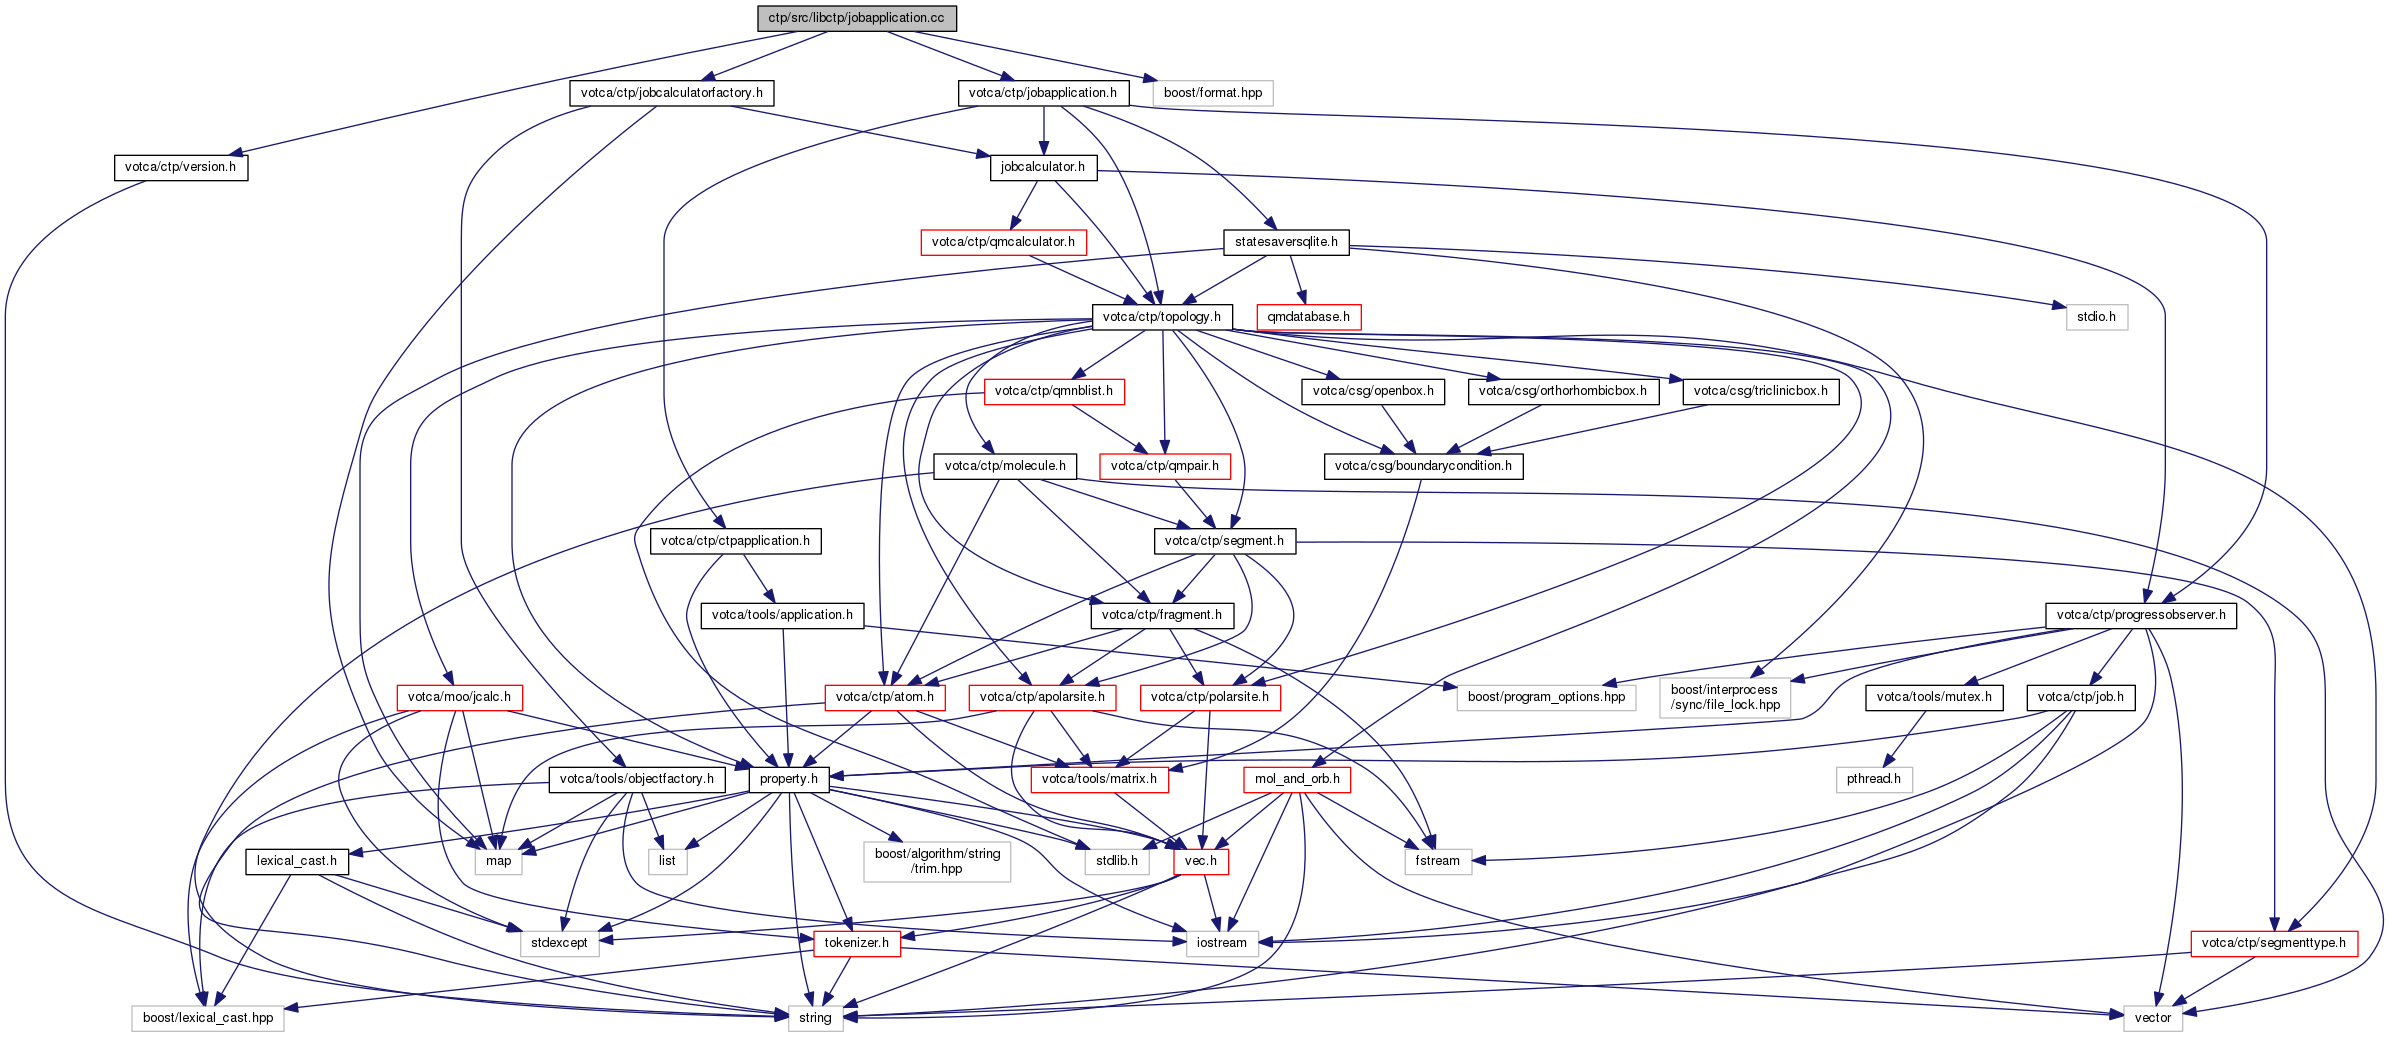 ctp/src/libctp/jobapplication.cc
votca/ctp/jobcalculatorfactory.h
votca/ctp/jobapplication.h
boost/format.hpp
votca/ctp/version.h
jobcalculator.h
votca/ctp/qmcalculator.h
statesaversqlite.h
votca/ctp/topology.h
qmdatabase.h
stdio.h
votca/ctp/qmnblist.h
votca/csg/openbox.h
votca/csg/orthorhombicbox.h
votca/csg/triclinicbox.h
votca/ctp/molecule.h
votca/ctp/qmpair.h
votca/csg/boundarycondition.h
votca/ctp/ctpapplication.h
votca/ctp/segment.h
votca/tools/application.h
votca/ctp/fragment.h
votca/ctp/progressobserver.h
votca/moo/jcalc.h
votca/ctp/atom.h
votca/ctp/apolarsite.h
votca/ctp/polarsite.h
boost/program_options.hpp
boost/interprocess
/sync/file_lock.hpp
votca/tools/mutex.h
votca/ctp/job.h
votca/tools/objectfactory.h
property.h
votca/tools/matrix.h
mol_and_orb.h
pthread.h
lexical_cast.h
map
list
boost/algorithm/string
/trim.hpp
stdlib.h
vec.h
fstream
stdexcept
tokenizer.h
iostream
votca/ctp/segmenttype.h
boost/lexical_cast.hpp
string
vector